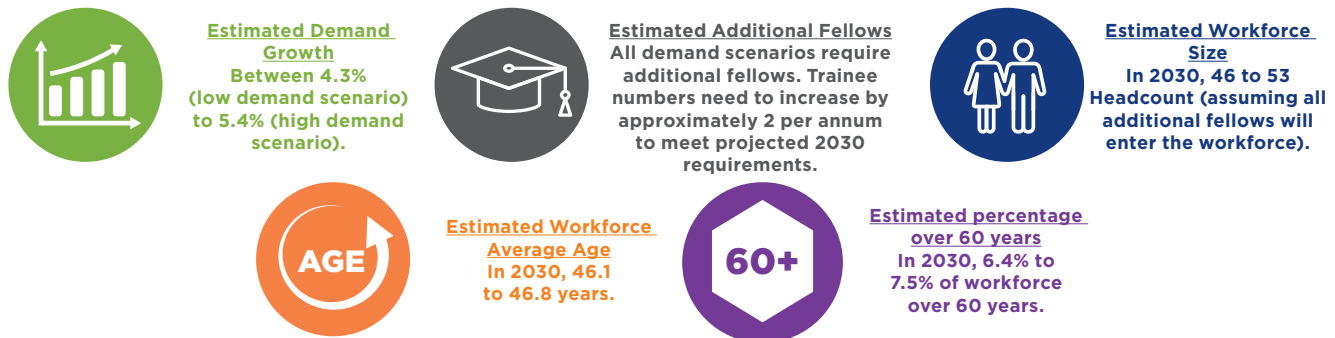 Estimated Demand
Growth
Between 4.3%
(low demand scenario)
to 5.4% (high demand
scenario).
Estimated Additional Fellows
All demand scenarios require
additional fellows. Trainee
numbers need to increase by
approximately 2 per annum
to meet projected 2030
requirements.
Estimated Workforce
Size
In 2030, 46 to 53
Headcount (assuming all
additional fellows will
enter the workforce).
AGE
Estimated Workforce
Average Age
In 2030, 46.1
to 46.8 years.
60+
Estimated percentage
over 60 years
In 2030, 6.4% to
7.5% of workforce
over 60 years.